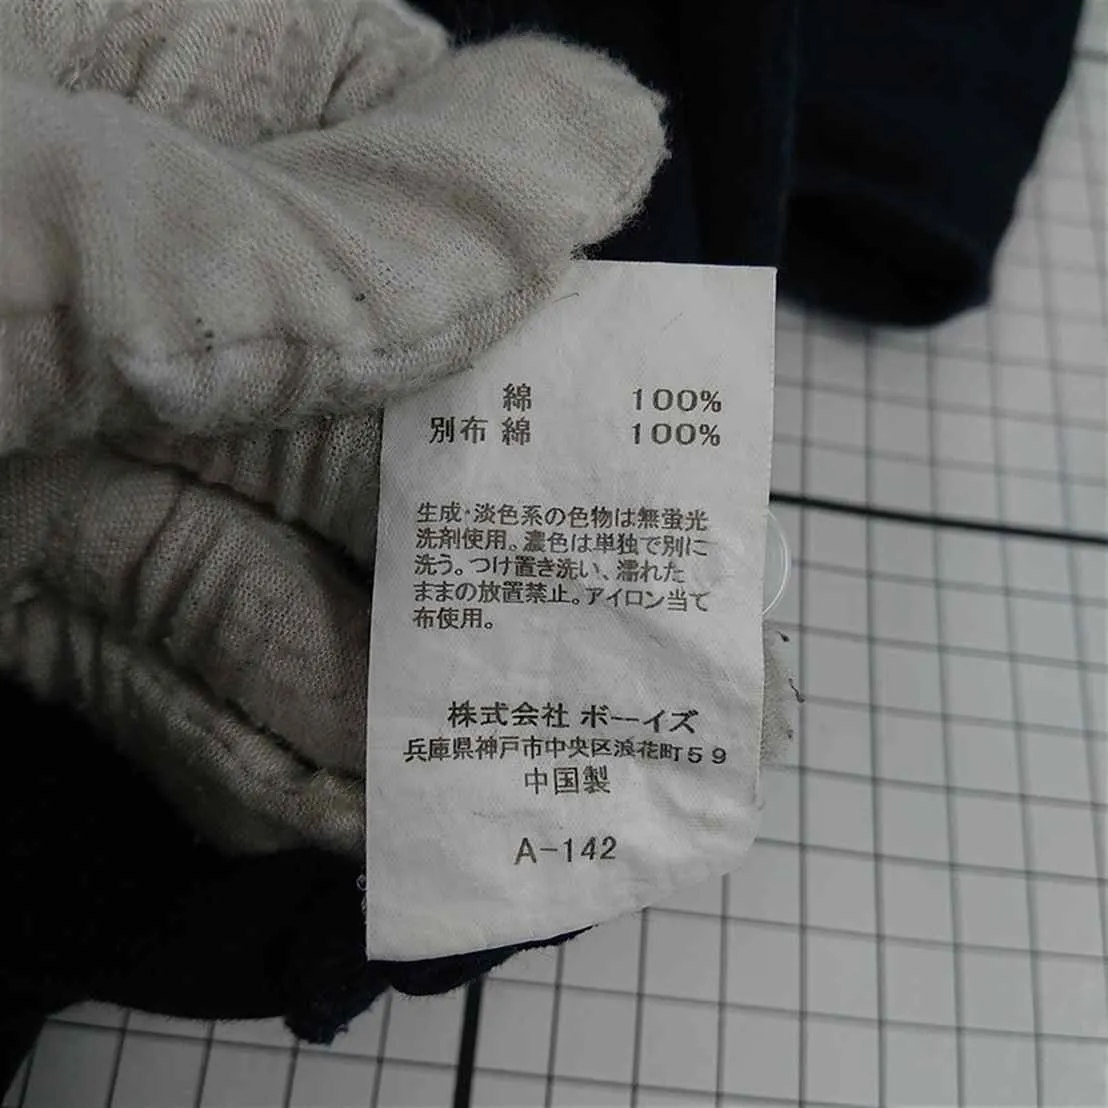 綿 100%
別布 綿 100%
生成・淡色系の色物は無蛍光
洗剤使用。濃色は単独で別に
洗う。つけ置き洗い、濡れた
ままの放置禁止。アイロン当て
布使用。
株式会社 ボーイズ
兵庫県神戸市中央区浪花町59
中国製
A-142